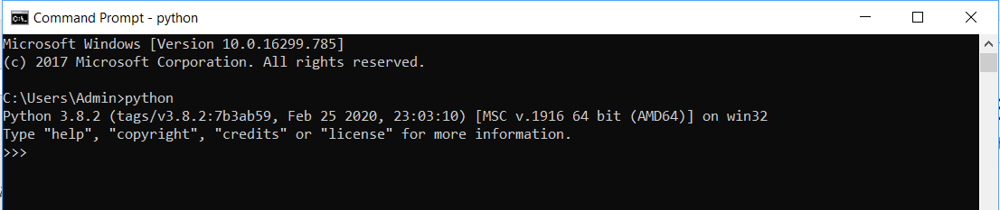 Command Prompt - python
Microsoft Windows [Version 10.0.16299.785]
(c) 2017 Microsoft Corporation. All rights reserved.
C:\Users\Admin>python
Python 3.8.2 (tags/v3.8.2:7b3ab59, Feb 25 2020, 23:03:10) [MSC v.1916 64 bit (AMD64)] on win32
Type "help", "copyright", "credits" or "license" for more information.
>>>